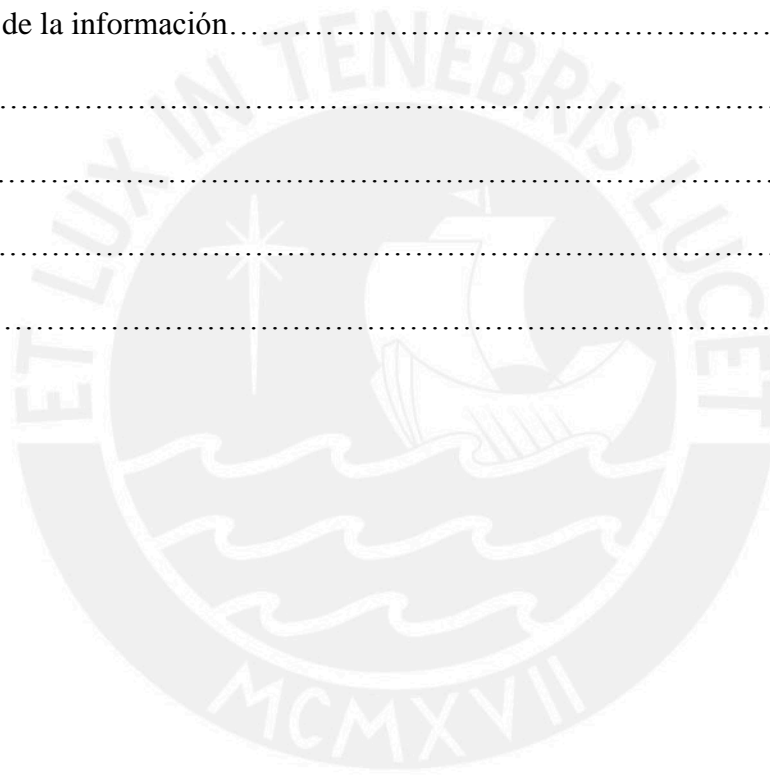 de la información………………………………………………
………………………………………………………………………
………………………………………………………………………
………………………………………………………………………
………………………………………………………………………
ET LUX IN TENEBRIS LUCET
MCMXVII